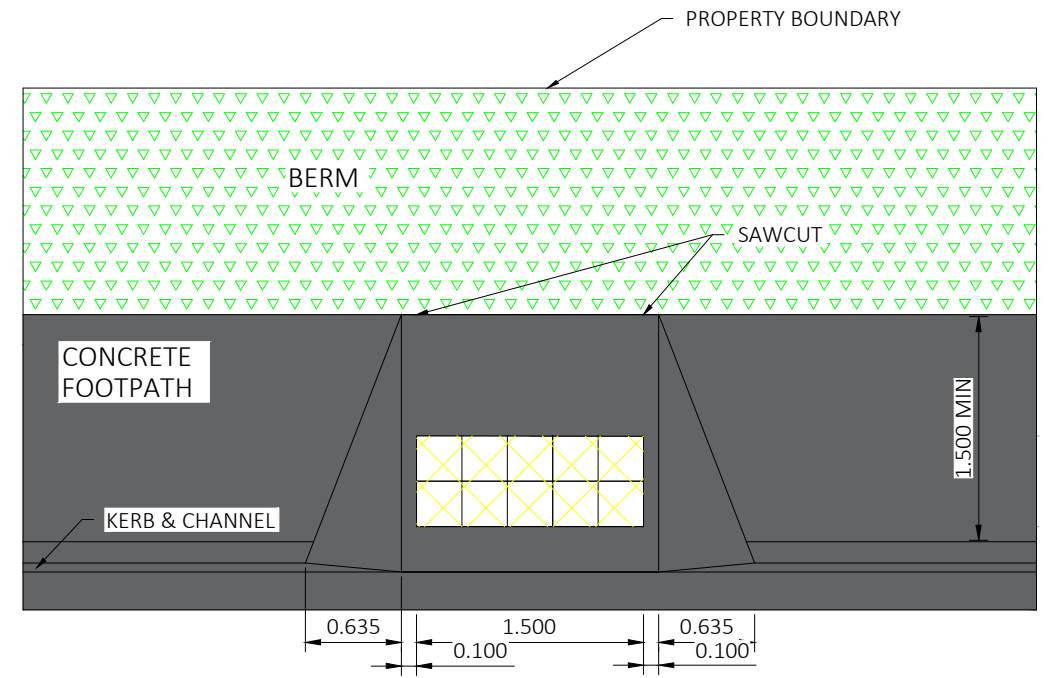 PROPERTY BOUNDARY
BERM
SAWCUT
CONCRETE
FOOTPATH
1.500 MIN
KERB & CHANNEL
0.635
1.500
0.635
0.100
0.100